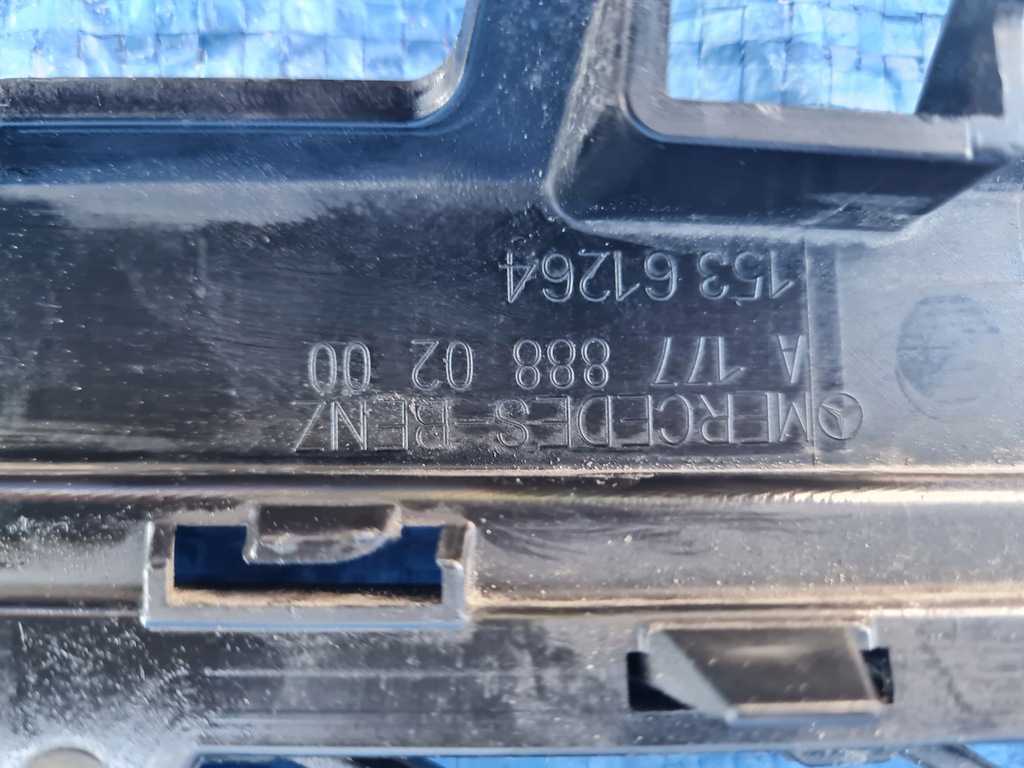 MERCEDES-BENZ
A 177 888 02 00
153 61264